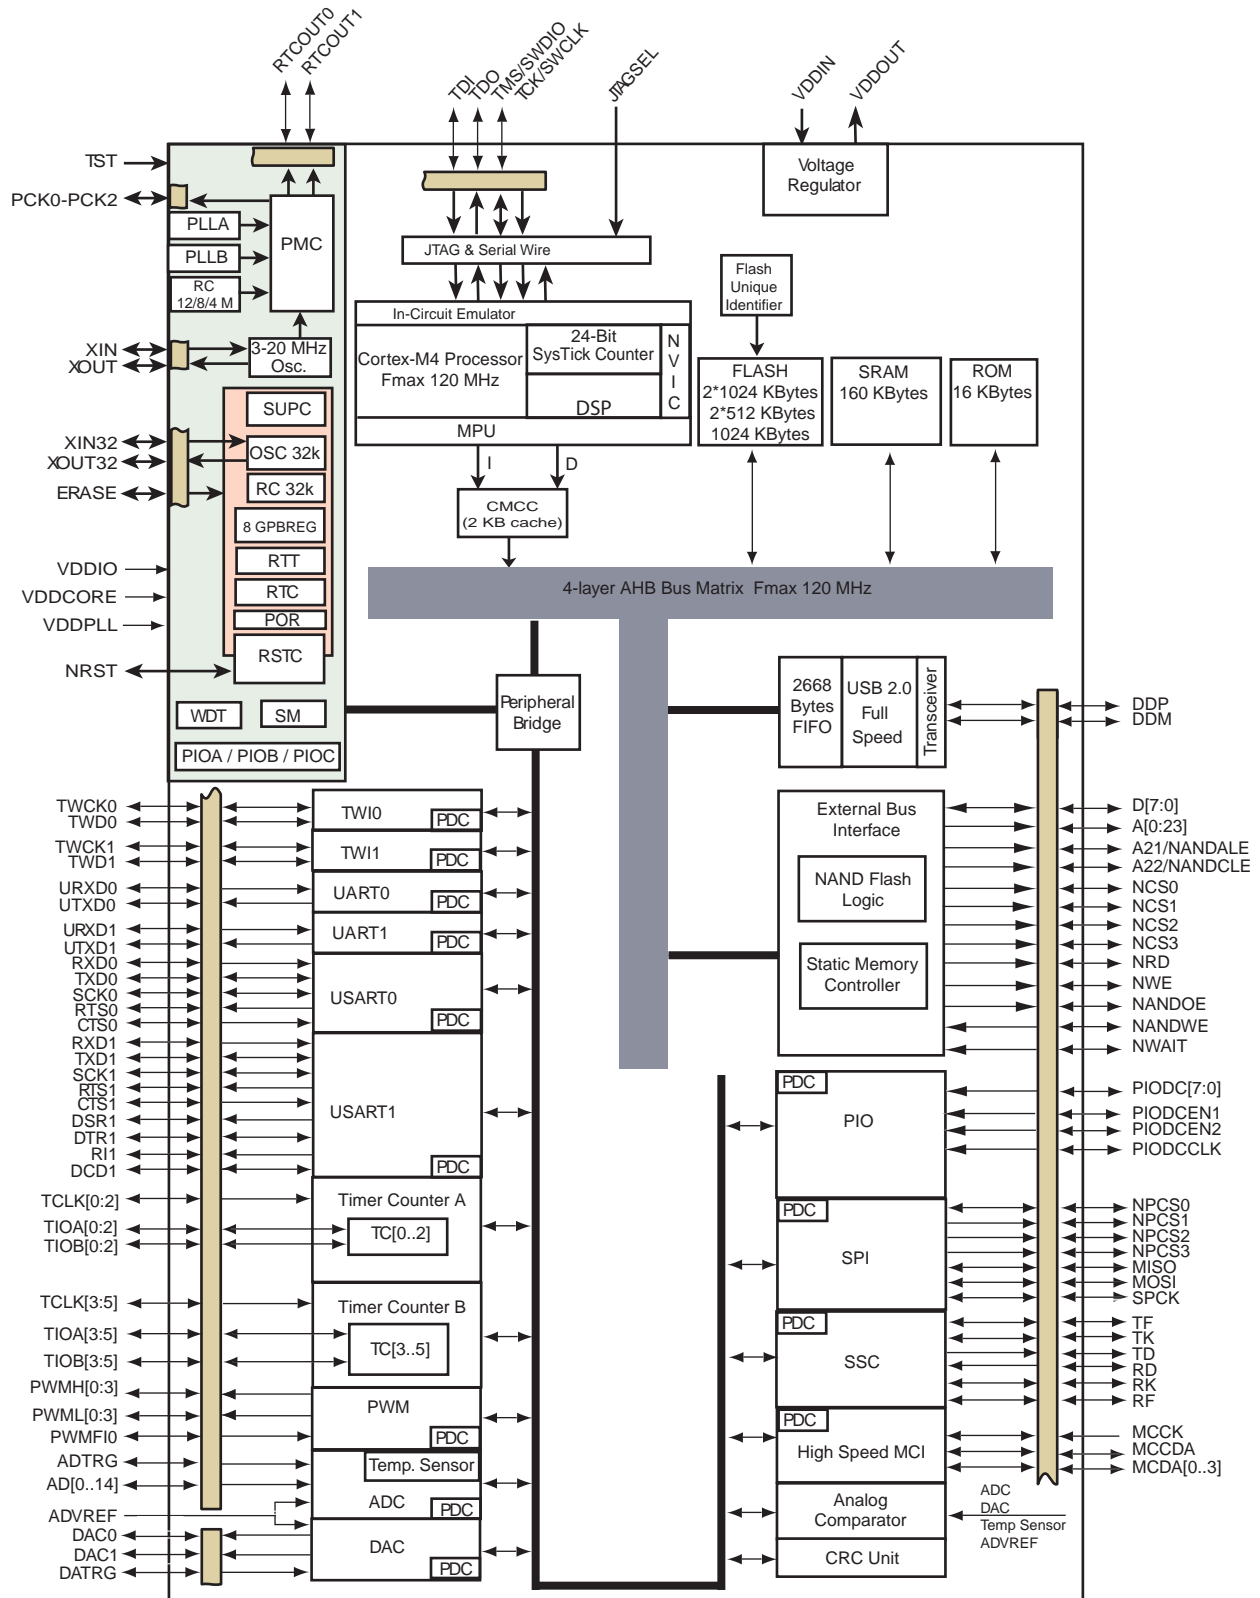 RTCOUT0
RTCOUT1
TDI
TDO
TMS/SWDIO
TCK/SWCLK
JTAGSEL
VDDIN
VDDOUT
TST
PCK0-PCK2
PLLA
PLLB
RC
12/8/4 M
PMC
XIN
XOUT
3-20 MHz
Osc.
SUPC
XIN32
XOUT32
OSC 32k
ERASE
RC 32k
8 GPBREG
RTT
VDDIO
RTC
VDDCORE
POR
VDDPLL
RSTC
NRST
WDT
SM
PIOA / PIOB / PIOC
Voltage
Regulator
JTAG & Serial Wire
Flash
Unique
Identifier
In-Circuit Emulator
Cortex-M4 Processor
Fmax 120 MHz
24-Bit
SysTick Counter
DSP
N
V
I
C
MPU
FLASH
2*1024 KBytes
2*512 KBytes
1024 KBytes
SRAM
160 KBytes
ROM
16 KBytes
I
D
CMCC
(2 KB cache)
4-layer AHB Bus Matrix Fmax 120 MHz
Peripheral
Bridge
2668
Bytes
FIFO
USB 2.0
Full
Speed
Transceiver
DDP
DDM
TWCK0
TWD0
TWI0
PDC
TWCK1
TWD1
TWI1
PDC
URXD0
UTXD0
UART0
PDC
URXD1
UTXD1
UART1
PDC
RXD0
TXD0
SCK0
RTS0
CTS0
USART0
PDC
RXD1
TXD1
SCK1
RTS1
CTS1
DSR1
DTR1
RI1
DCD1
USART1
PDC
TCLK[0:2]
TIOA[0:2]
TIOB[0:2]
Timer Counter A
TC[0..2]
TCLK[3:5]
TIOA[3:5]
TIOB[3:5]
Timer Counter B
TC[3..5]
PWMH[0:3]
PWML[0:3]
PWMFI0
PWM
PDC
ADTRG
AD[0..14]
ADVREF
Temp. Sensor
ADC
PDC
DAC0
DAC1
DATRG
DAC
PDC
External Bus
Interface
NAND Flash
Logic
Static Memory
Controller
D[7:0]
A[0:23]
A21/NANDALE
A22/NANDCLE
NCS0
NCS1
NCS2
NCS3
NRD
NWE
NANDOE
NANDWE
NWAIT
PDC
PIO
PIODC[7:0]
PIODCEN1
PIODCEN2
PIODCCLK
PDC
SPI
NPCS0
NPCS1
NPCS2
NPCS3
MISO
MOSI
SPCK
PDC
SSC
TF
TK
TD
RD
RK
RF
PDC
High Speed MCI
MCCK
MCCDA
MCDA[0..3]
Analog
Comparator
ADC
DAC
Temp Sensor
ADVREF
CRC Unit